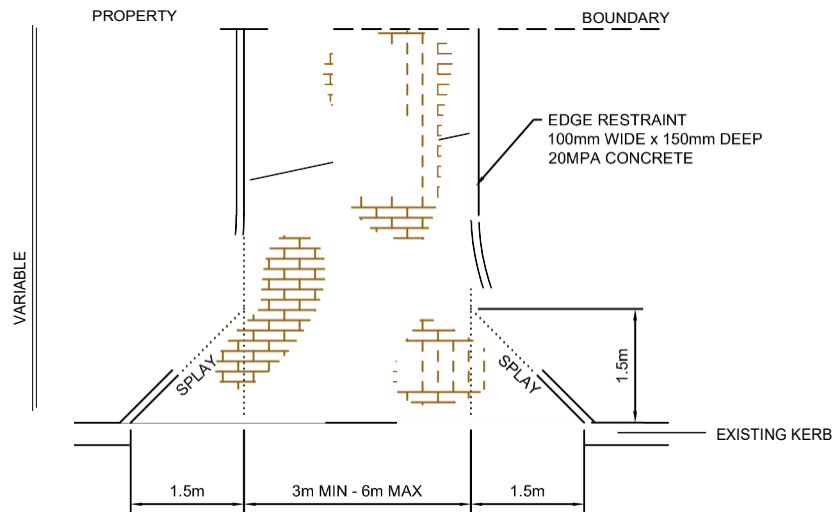 PROPERTY
BOUNDARY
EDGE RESTRAINT
100mm WIDE x 150mm DEEP
20MPA CONCRETE
VARIABLE
SPLAY
SPLAY
1.5m
EXISTING KERB
1.5m
3m MIN - 6m MAX
1.5m